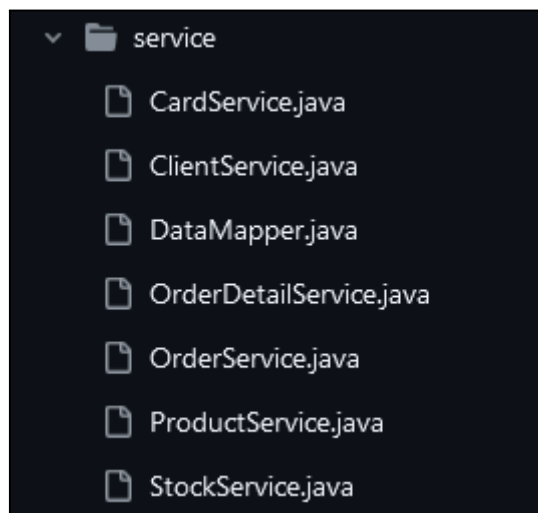 service
CardService.java
ClientService.java
DataMapper.java
OrderDetailService.java
OrderService.java
ProductService.java
StockService.java